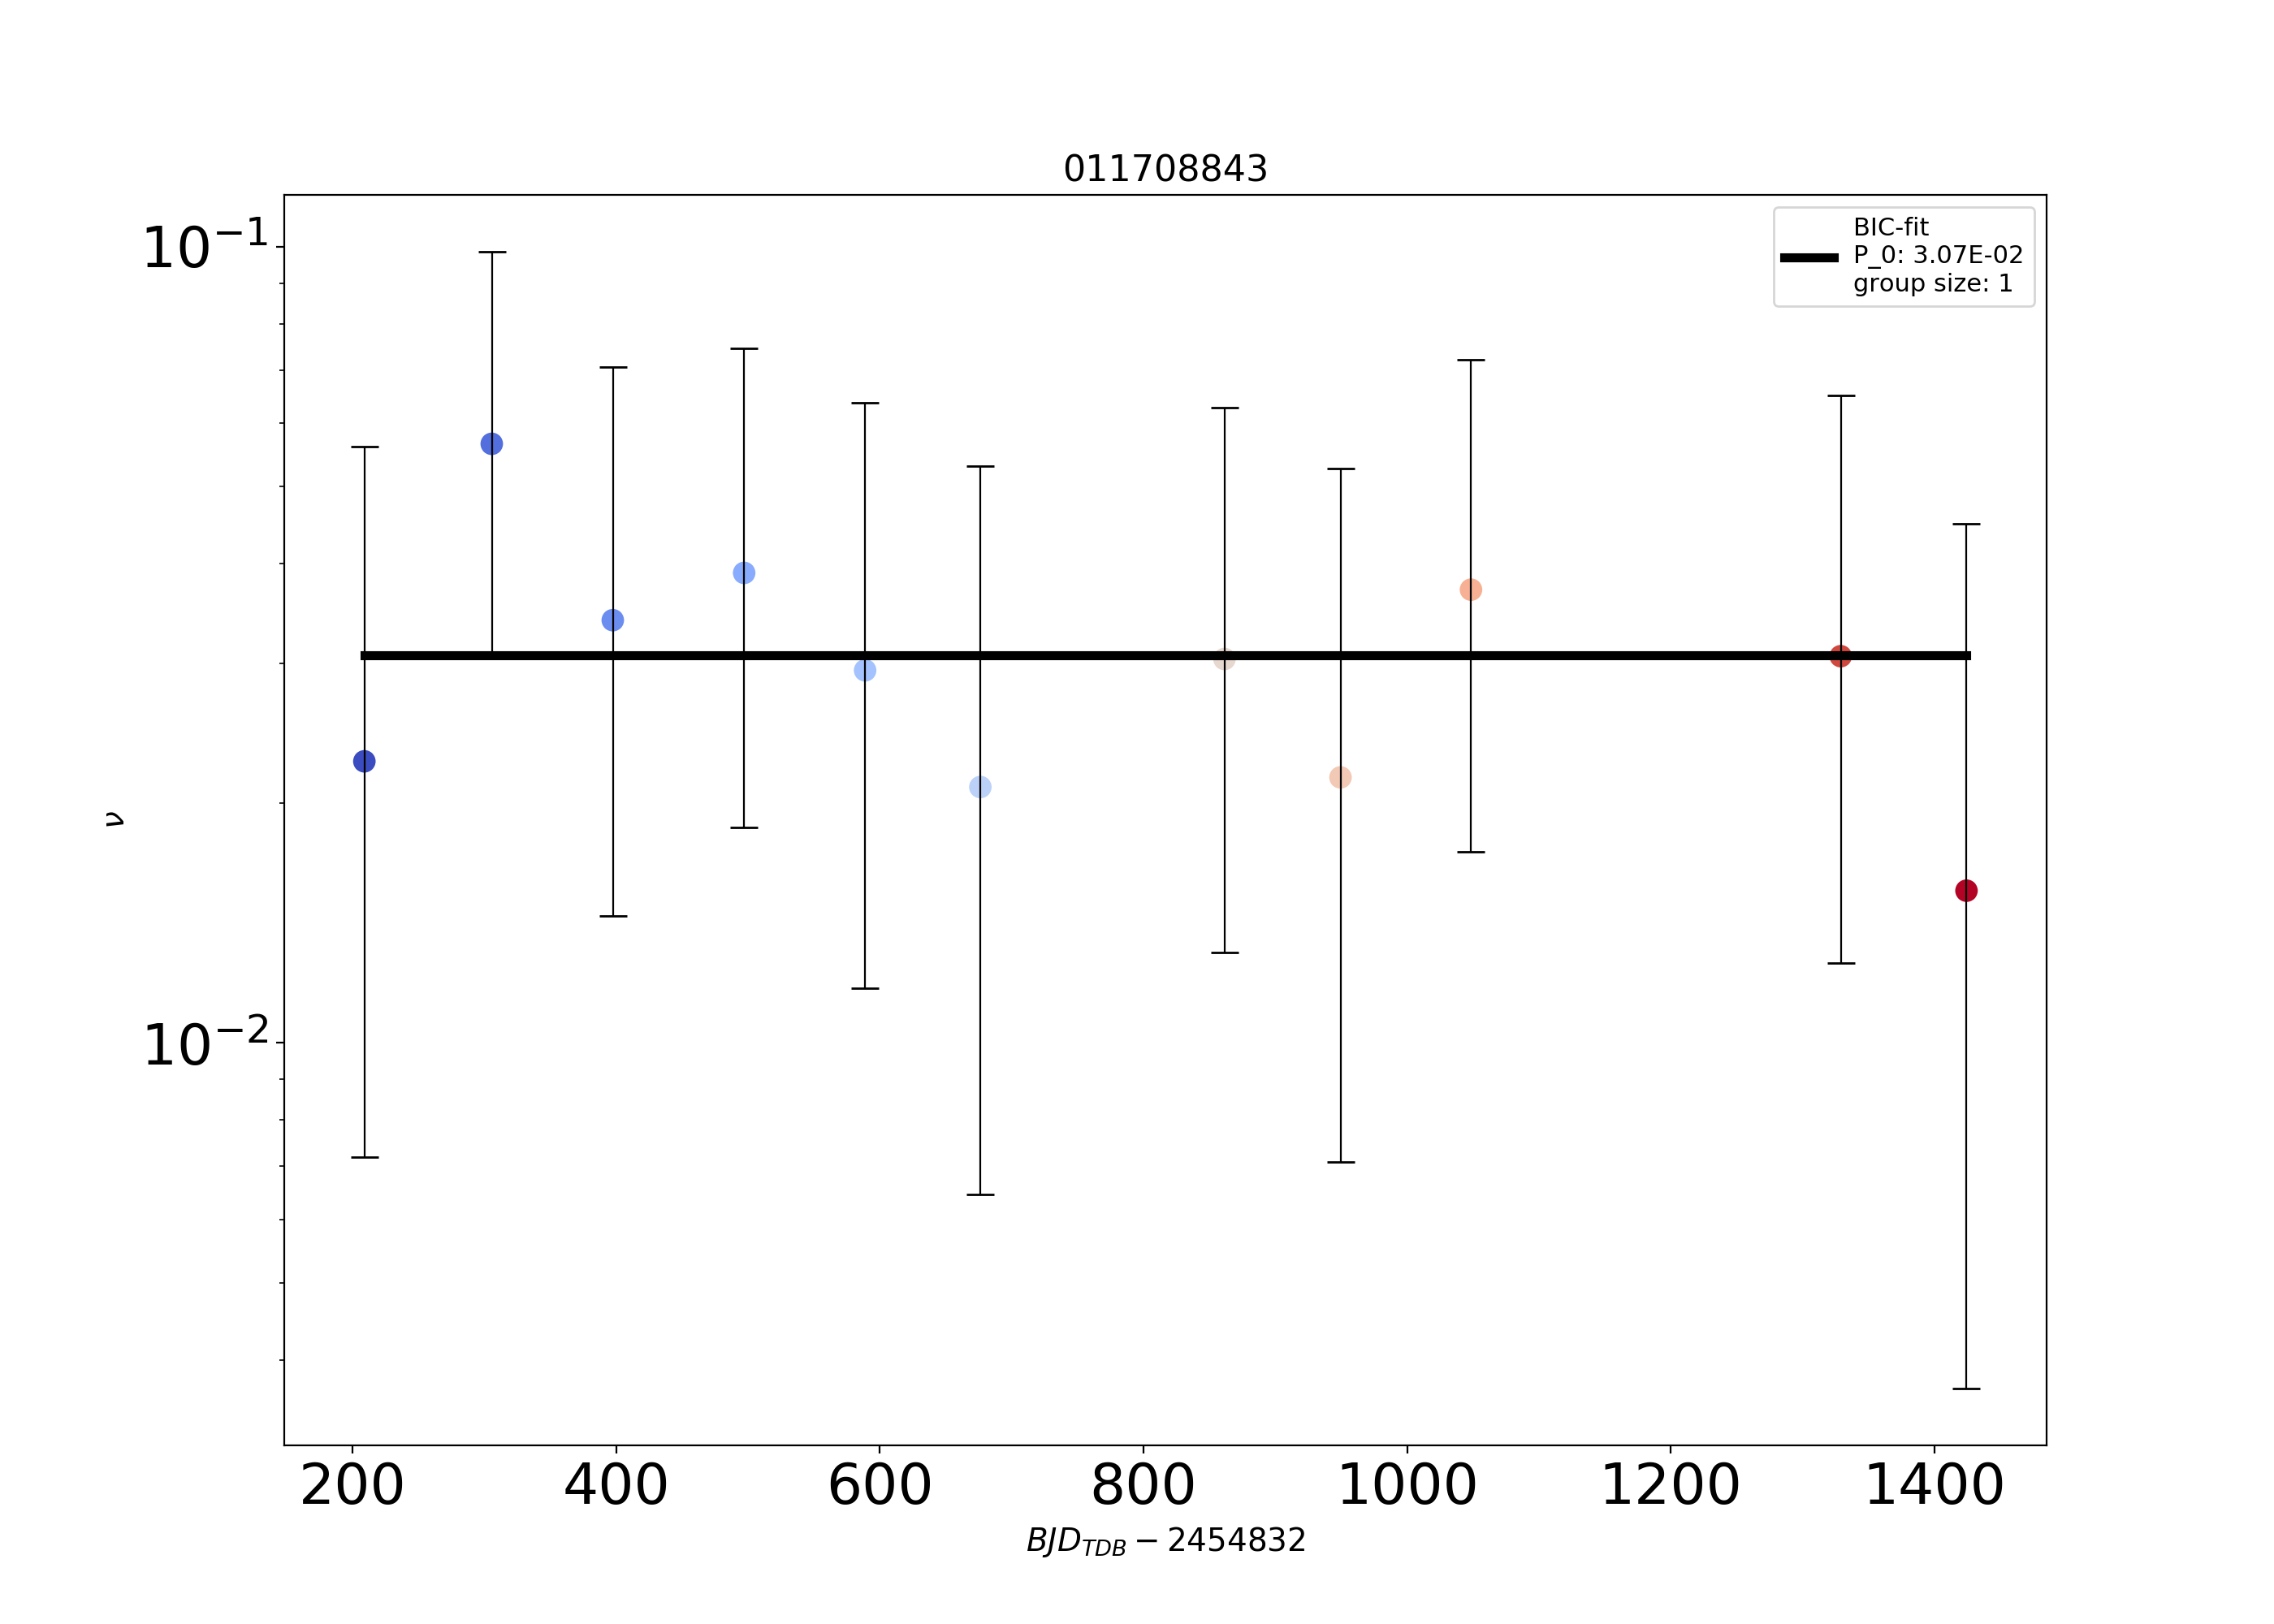 011708843
10⁻¹
10⁻²
ν
BIC-fit
P_0: 3.07E-02
group size: 1
200 400 600 800 1000 1200 1400
BJD_TDB − 2454832